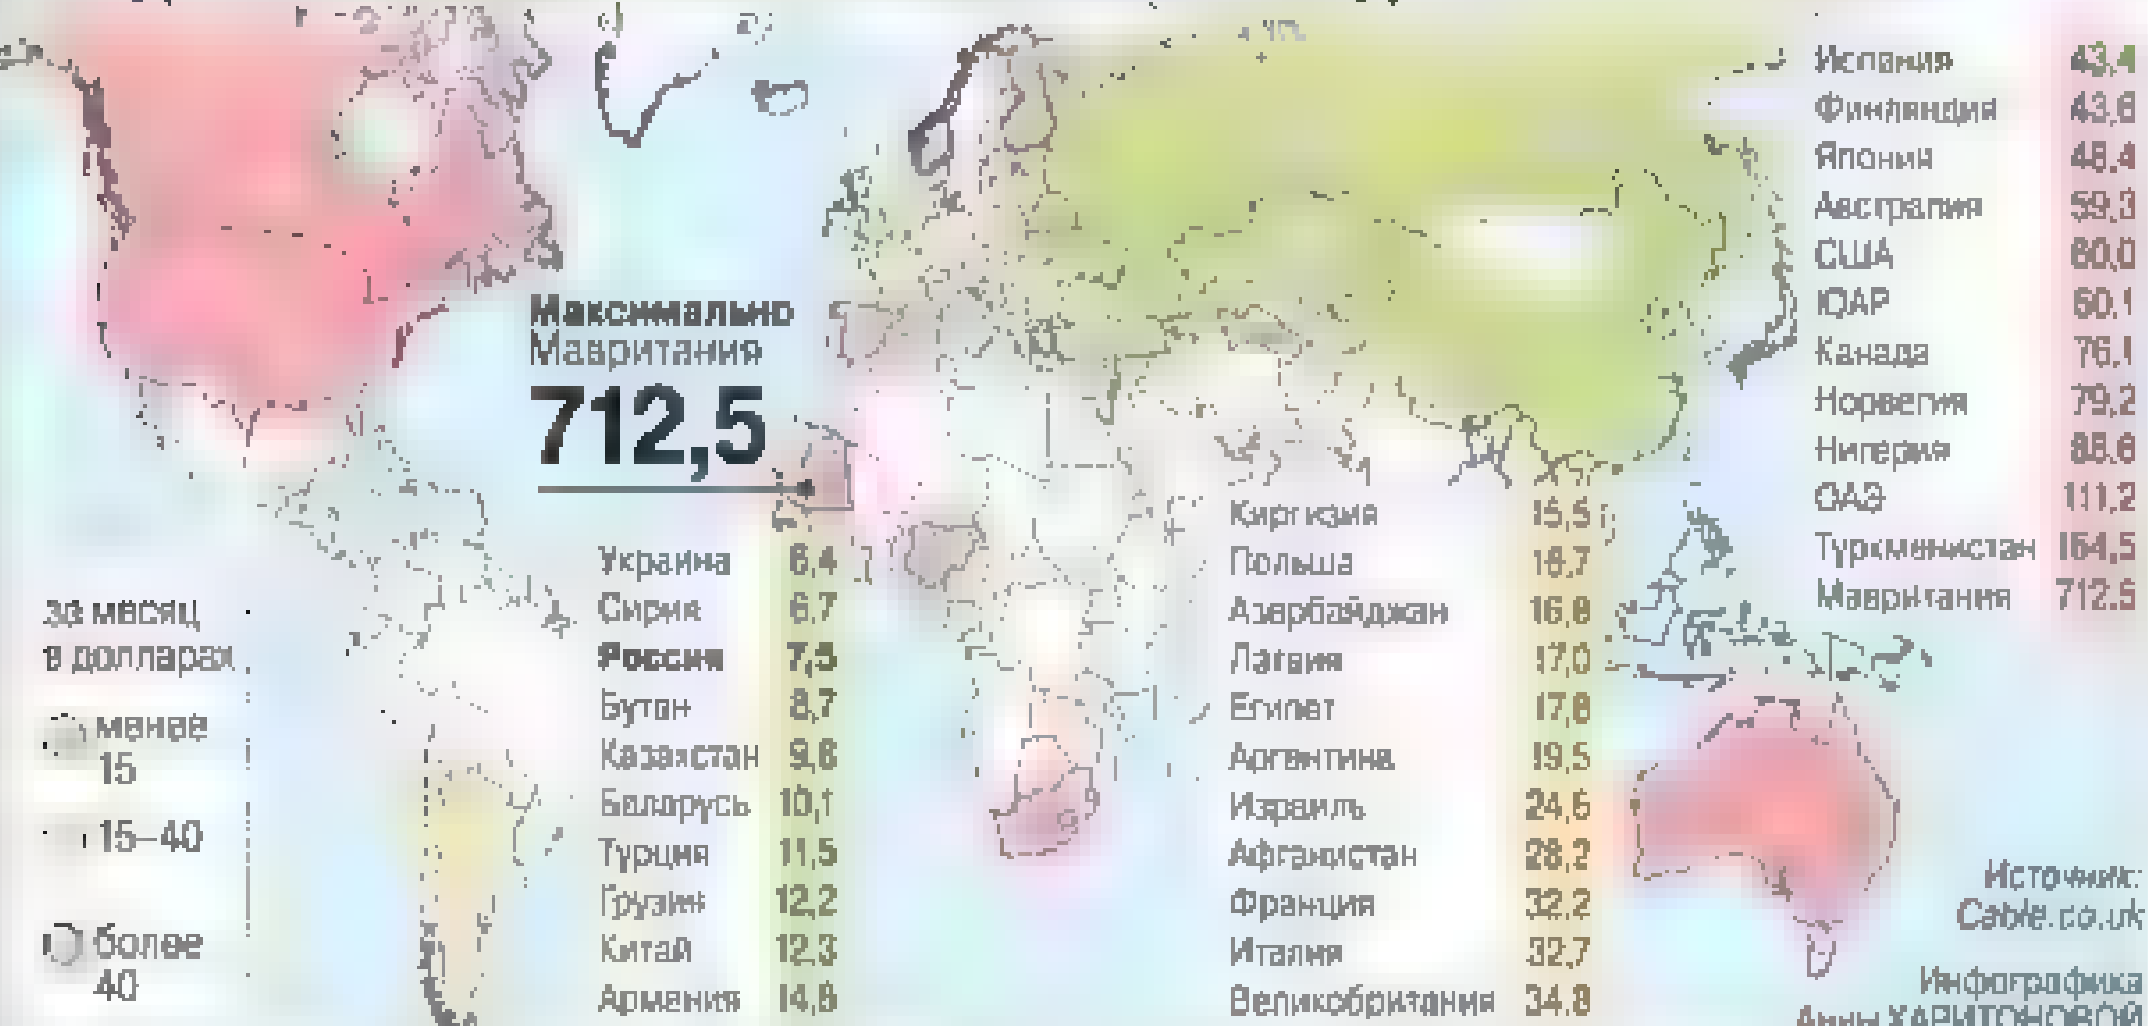 Максимально
Мавритания
712,5
за месяц
в долларах
менее
15
15–40
более
40
Украина 6,4
Сирия 6,7
Россия 7,5
Бутан 8,7
Казахстан 9,6
Беларусь 10,1
Турция 11,5
Грузия 12,2
Китай 12,3
Армения 14,8
Киргизия 15,5
Польша 16,7
Азербайджан 16,8
Латвия 17,0
Египет 17,8
Аргентина 19,5
Израиль 24,6
Афганистан 28,2
Франция 32,2
Италия 32,7
Великобритания 34,8
Испания 43,4
Финляндия 43,6
Япония 48,4
Австралия 59,3
США 60,0
ЮАР 60,1
Канада 76,1
Норвегия 79,2
Нигерия 88,6
ОАЭ 111,2
Туркменистан 164,5
Мавритания 712,5
Источник:
Cable.co.uk
Инфографика
Анны ХАРИТОНОВОЙ